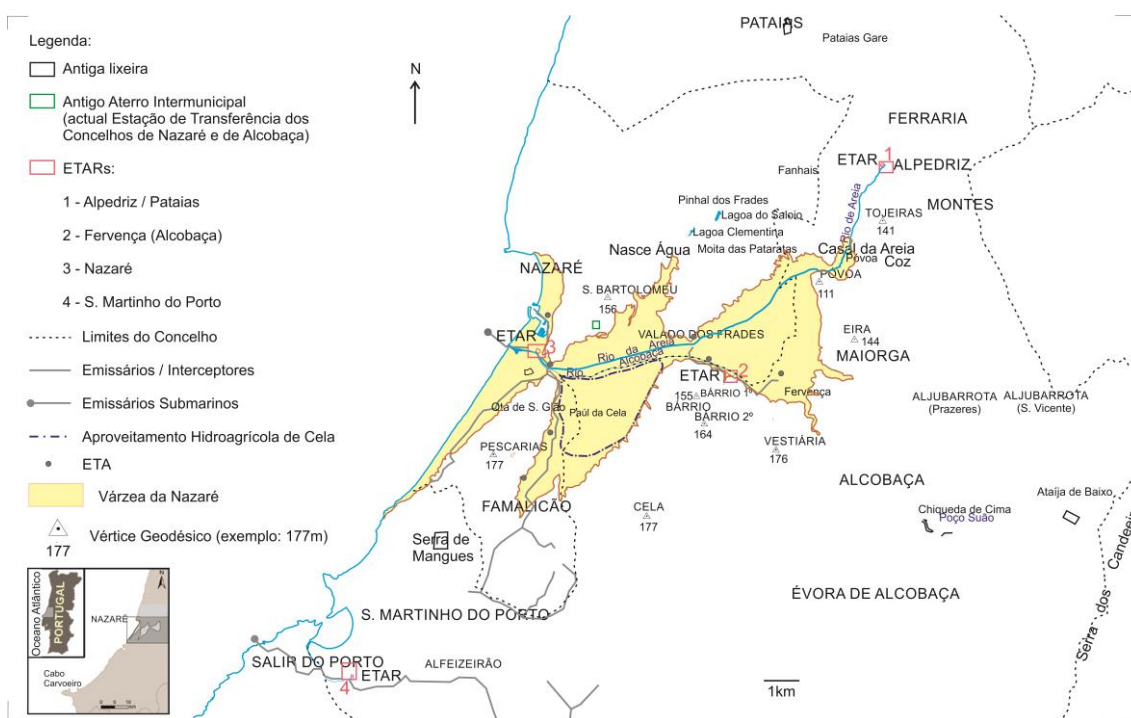 Legenda:
Antiga lixeira
Antigo Aterro Intermunicipal
(actual Estação de Transferência dos
Concelhos de Nazaré e de Alcobaça)
ETARs:
1 - Alpedriz / Pataias
2 - Fervença (Alcobaça)
3 - Nazaré
4 - S. Martinho do Porto
Limites do Concelho
Emissários / Interceptores
Emissários Submarinos
Aproveitamento Hidroagrícola de Cela
ETA
Várzea da Nazaré
177
Vértice Geodésico (exemplo: 177m)
Oceano Atlântico
PORTUGAL
NAZARÉ
N
Cabo
Carvoeiro
N
PATAIAS
Pataias Gare
FERRARIA
1
ETAR
ALPEDRIZ
Fanhais
MONTES
Pinhal dos Frades
Lagoa do Saloio
Rio de Areia
TOJEIRAS
141
Lagoa Clementina
Nasce Água
Moita das Pataratas
Casal da Areia
Póvoa
Coz
NAZARÉ
PÓVOA
111
S. BARTOLOMEU
156
ETAR
3
VALADO DOS FRADES
EIRA
144
MAIORGA
Rio da Areia
Rio Alcobaça
ETAR
2
155
BÁRRIO 1º
Fervença
ALJUBARROTA
(Prazeres)
ALJUBARROTA
(S. Vicente)
Qta de S. Gião
Paúl da Cela
BÁRRIO
BÁRRIO 2º
164
PESCARIAS
177
VESTIÁRIA
176
ALCOBAÇA
Ataíja de Baixo
FAMALICÃO
CELA
177
Chiqueda de Cima
Poço Suão
Serra de
Mangues
Serra dos Candeei
ÉVORA DE ALCOBAÇA
S. MARTINHO DO PORTO
SALIR DO PORTO
ETAR
4
ALFEIZEIRÃO
1km